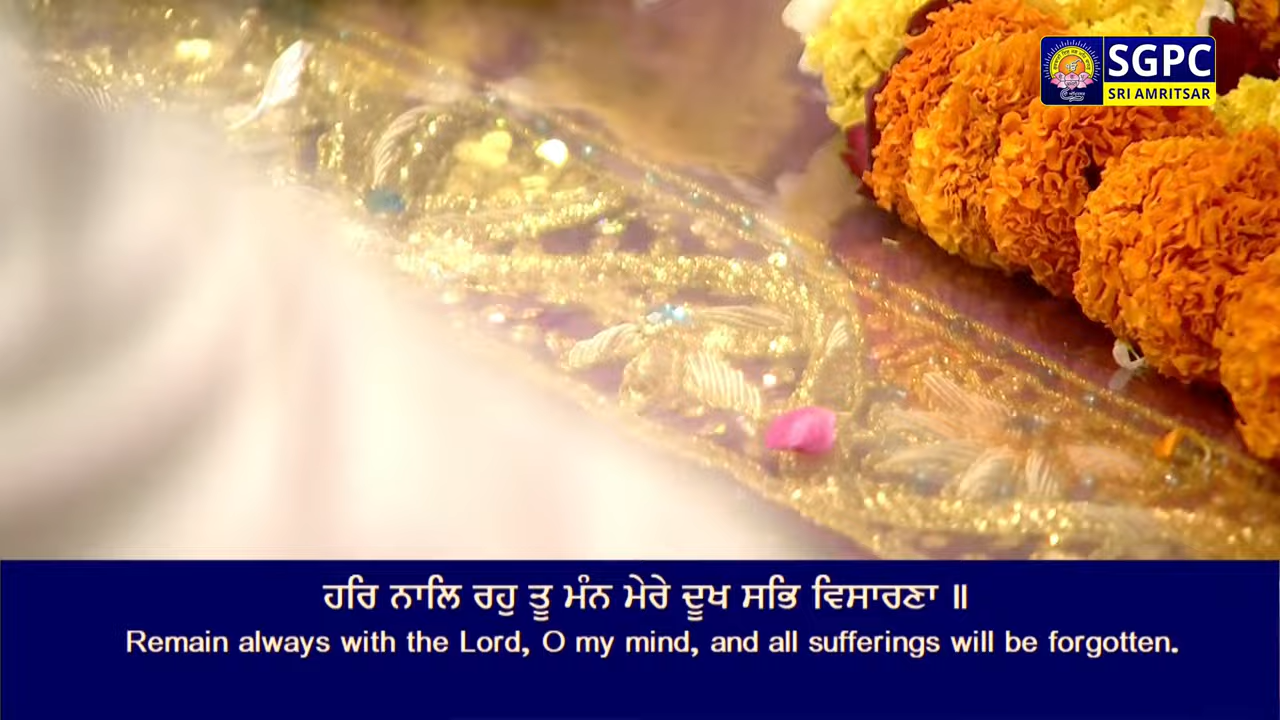 SGPC
SRI AMRITSAR
ਹਰਿ ਨਾਲਿ ਰਹੁ ਤੂ ਮੰਨ ਮੇਰੇ ਦੂਖ ਸਭਿ ਵਿਸਾਰਣਾ ॥
Remain always with the Lord, O my mind, and all sufferings will be forgotten.